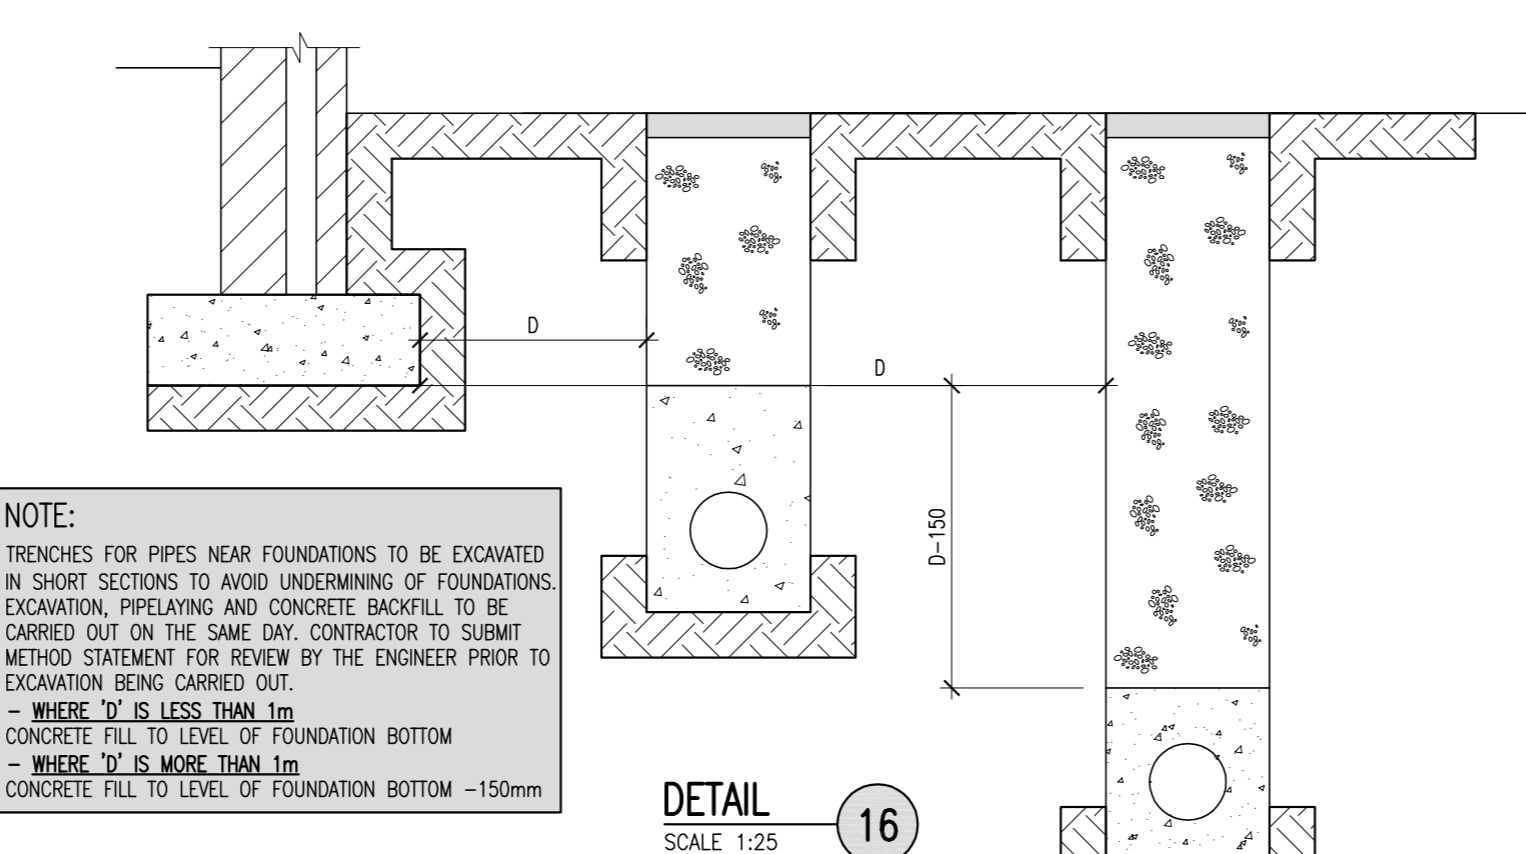 D
D
D-150
NOTE:
TRENCHES FOR PIPES NEAR FOUNDATIONS TO BE EXCAVATED
IN SHORT SECTIONS TO AVOID UNDERMINING OF FOUNDATIONS.
EXCAVATION, PIPELAYING AND CONCRETE BACKFILL TO BE
CARRIED OUT ON THE SAME DAY. CONTRACTOR TO SUBMIT
METHOD STATEMENT FOR REVIEW BY THE ENGINEER PRIOR TO
EXCAVATION BEING CARRIED OUT.
- WHERE 'D' IS LESS THAN 1m
CONCRETE FILL TO LEVEL OF FOUNDATION BOTTOM
- WHERE 'D' IS MORE THAN 1m
CONCRETE FILL TO LEVEL OF FOUNDATION BOTTOM -150mm
DETAIL
16
SCALE 1:25